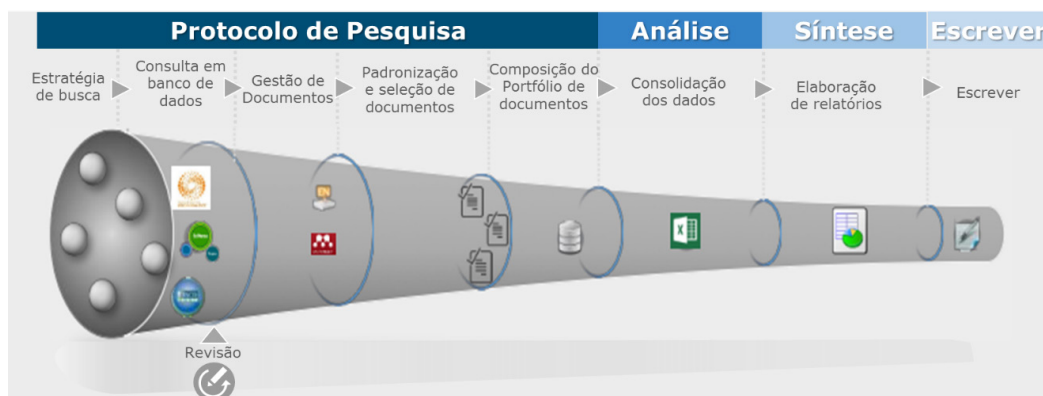 Protocolo de Pesquisa
Análise
Síntese
Escrever
Estratégia
de busca
Consulta em
banco de
dados
Gestão de
Documentos
Padronização
e seleção de
documentos
Composição do
Portfólio de
documentos
Consolidação
dos dados
Elaboração
de relatórios
Escrever
EN
X
Revisão